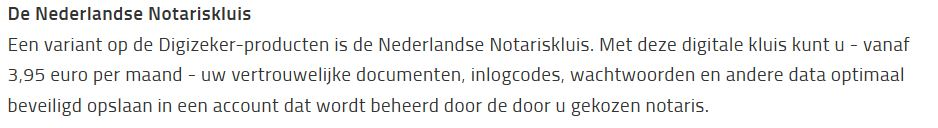 De Nederlandse Notariskluis
Een variant op de Digizeker-producten is de Nederlandse Notariskluis. Met deze digitale kluis kunt u - vanaf
3,95 euro per maand - uw vertrouwelijke documenten, inlogcodes, wachtwoorden en andere data optimaal
beveiligd opslaan in een account dat wordt beheerd door de door u gekozen notaris.